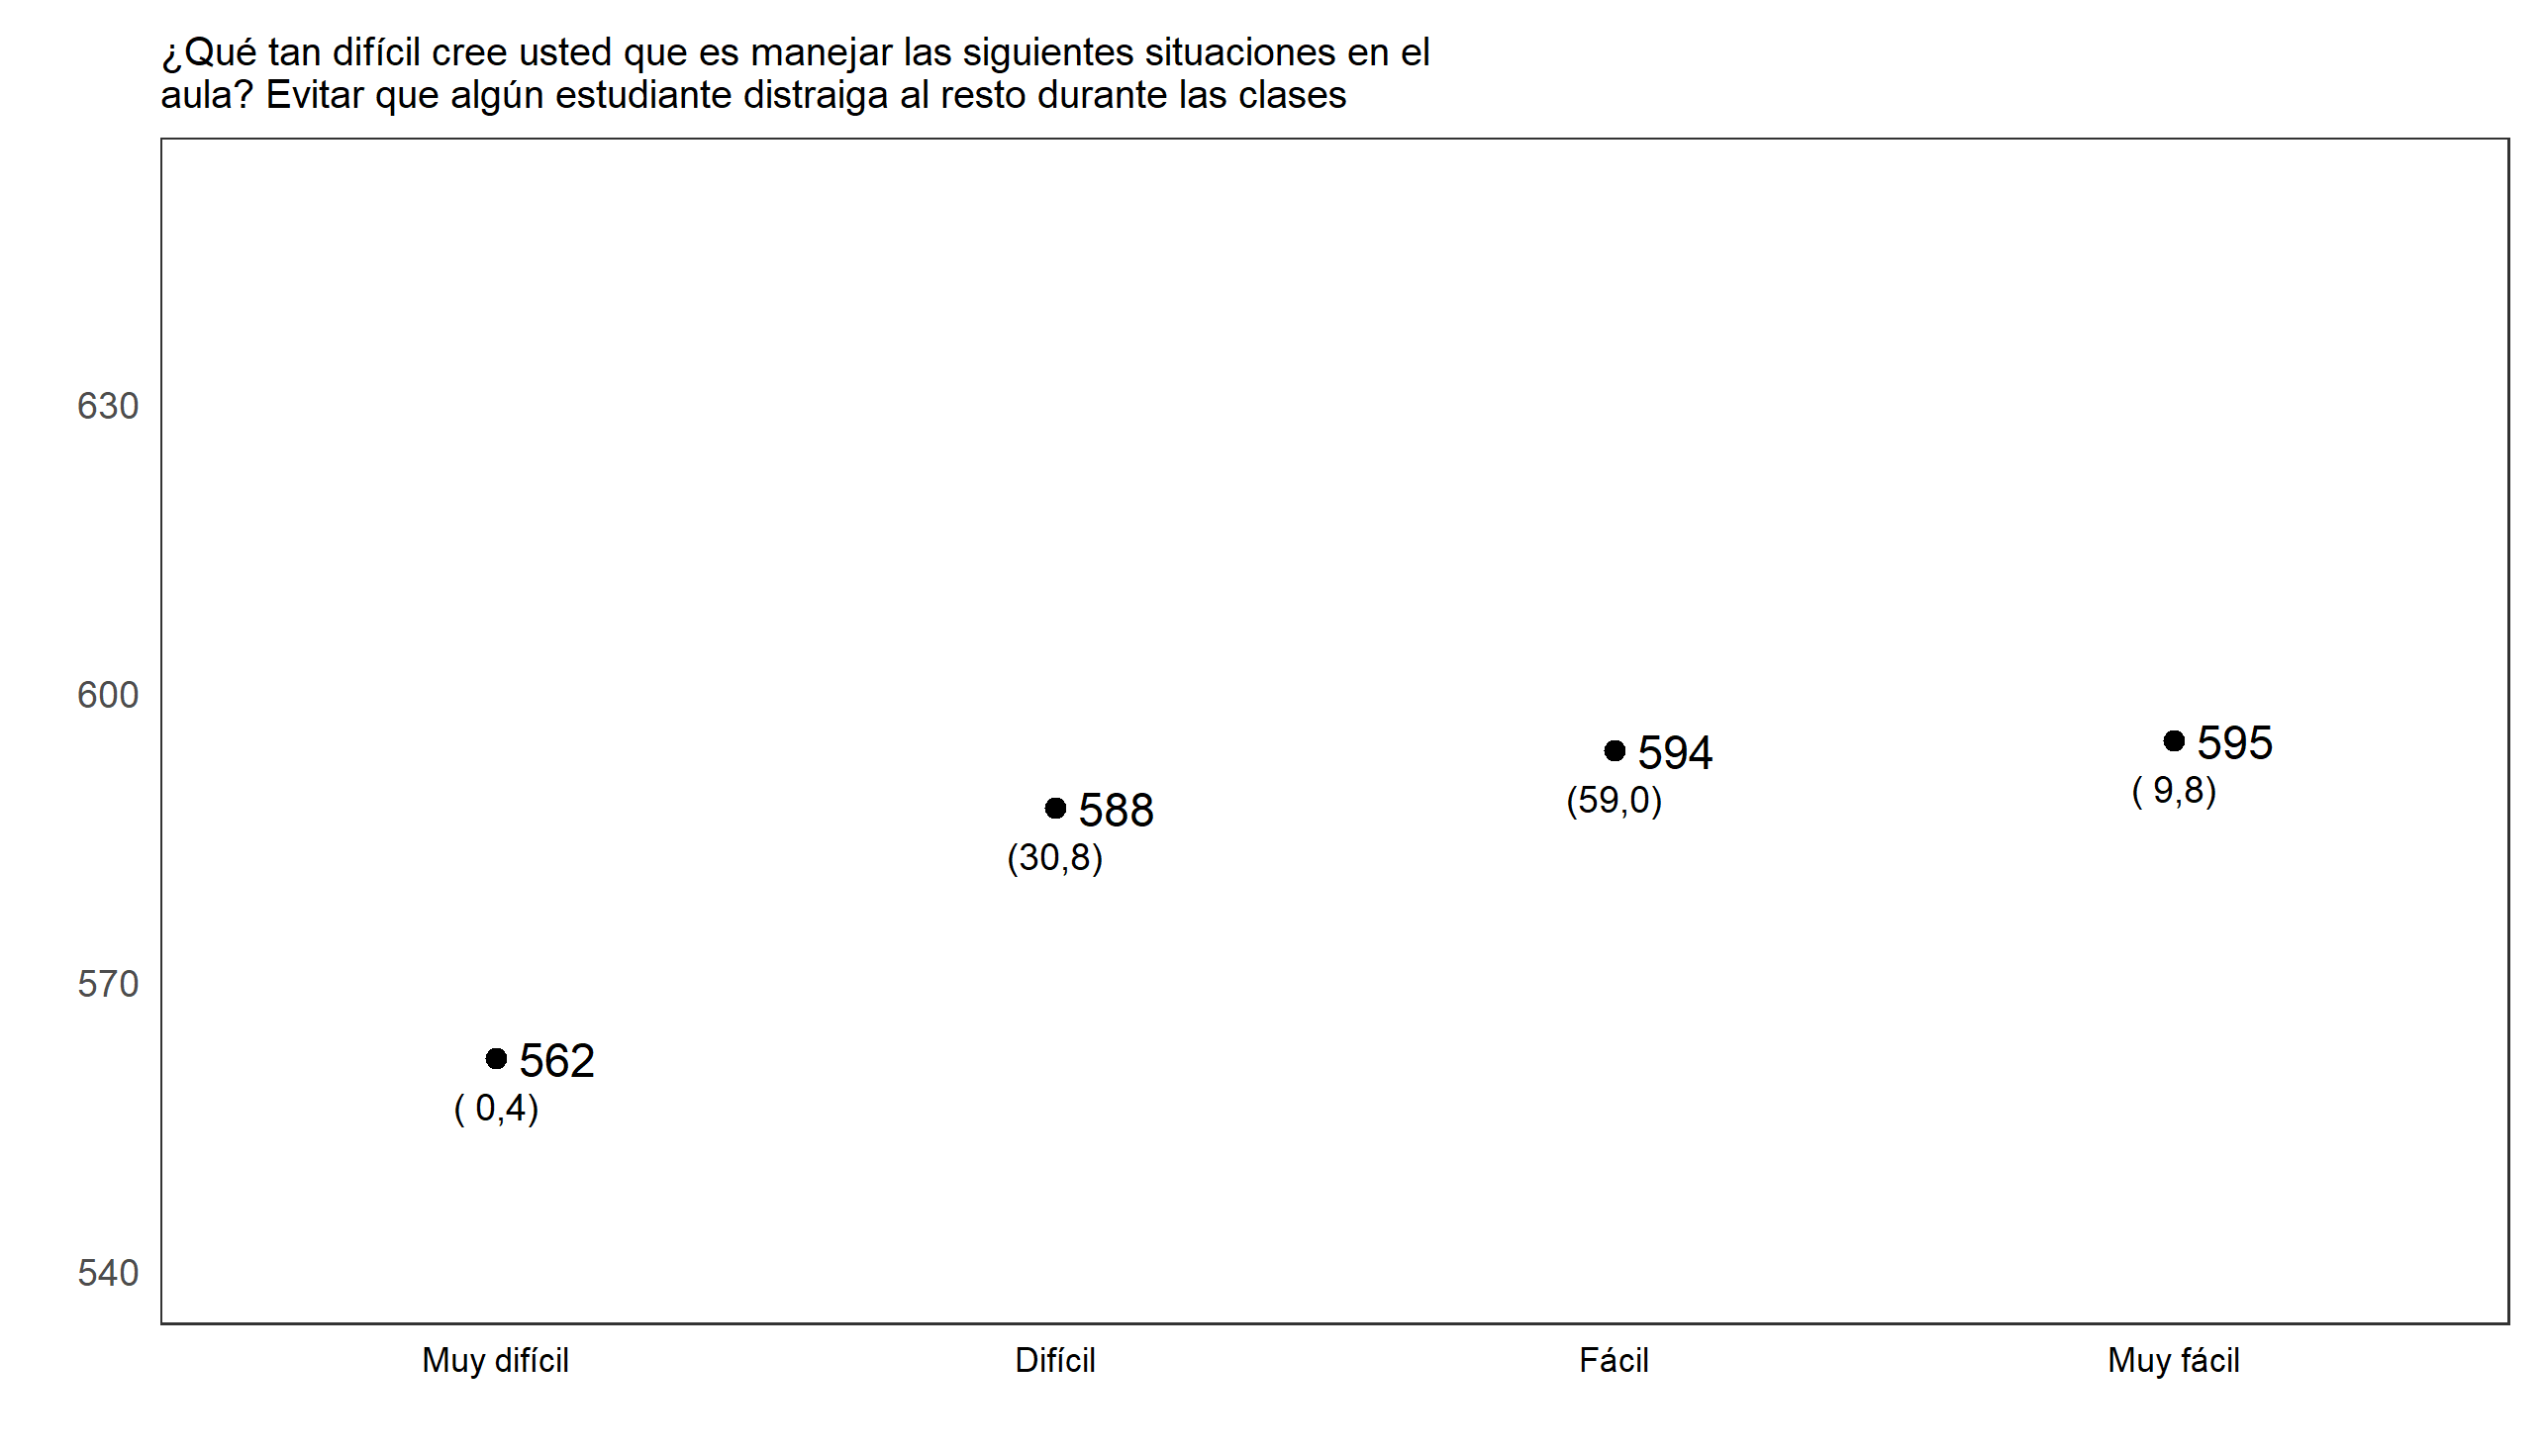 ¿Qué tan difícil cree usted que es manejar las siguientes situaciones en el
aula? Evitar que algún estudiante distraiga al resto durante las clases
630
600
570
540
562
( 0,4)
588
(30,8)
594
(59,0)
595
( 9,8)
Muy difícil
Difícil
Fácil
Muy fácil